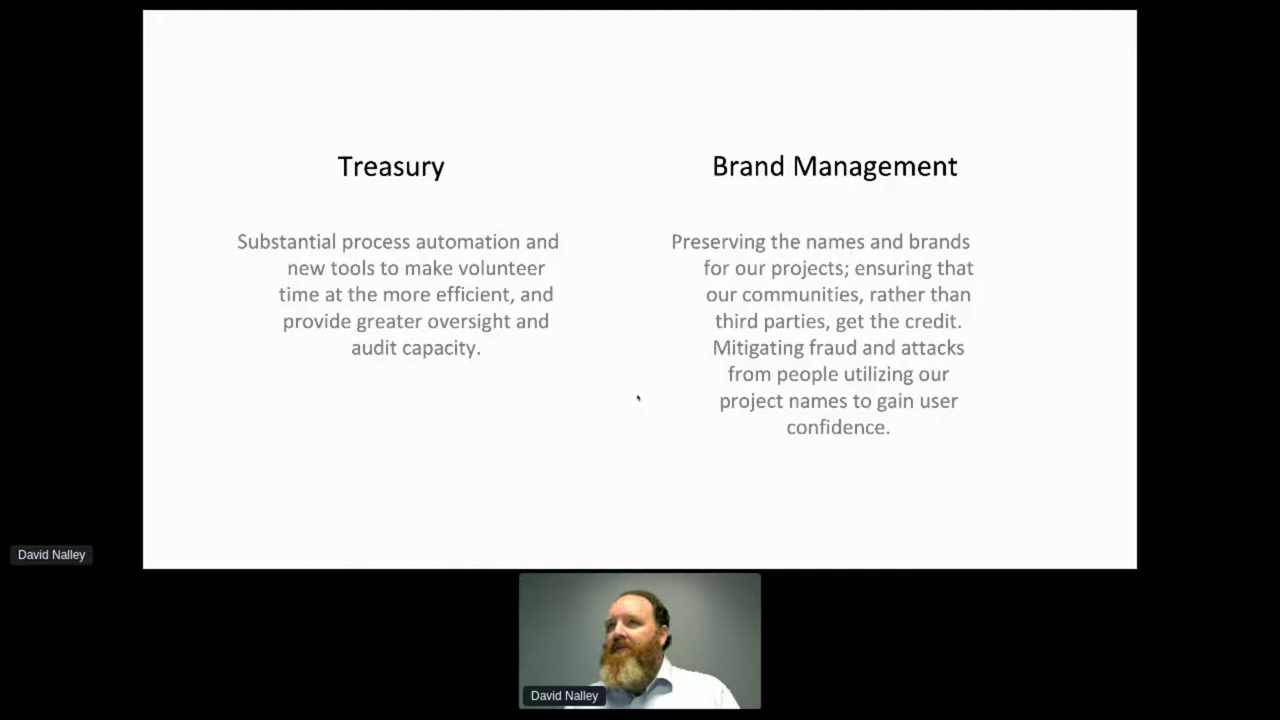 Treasury
Substantial process automation and
new tools to make volunteer
time at the more efficient, and
provide greater oversight and
audit capacity.
Brand Management
Preserving the names and brands
for our projects; ensuring that
our communities, rather than
third parties, get the credit.
Mitigating fraud and attacks
from people utilizing our
project names to gain user
confidence.
David Nalley
David Nalley